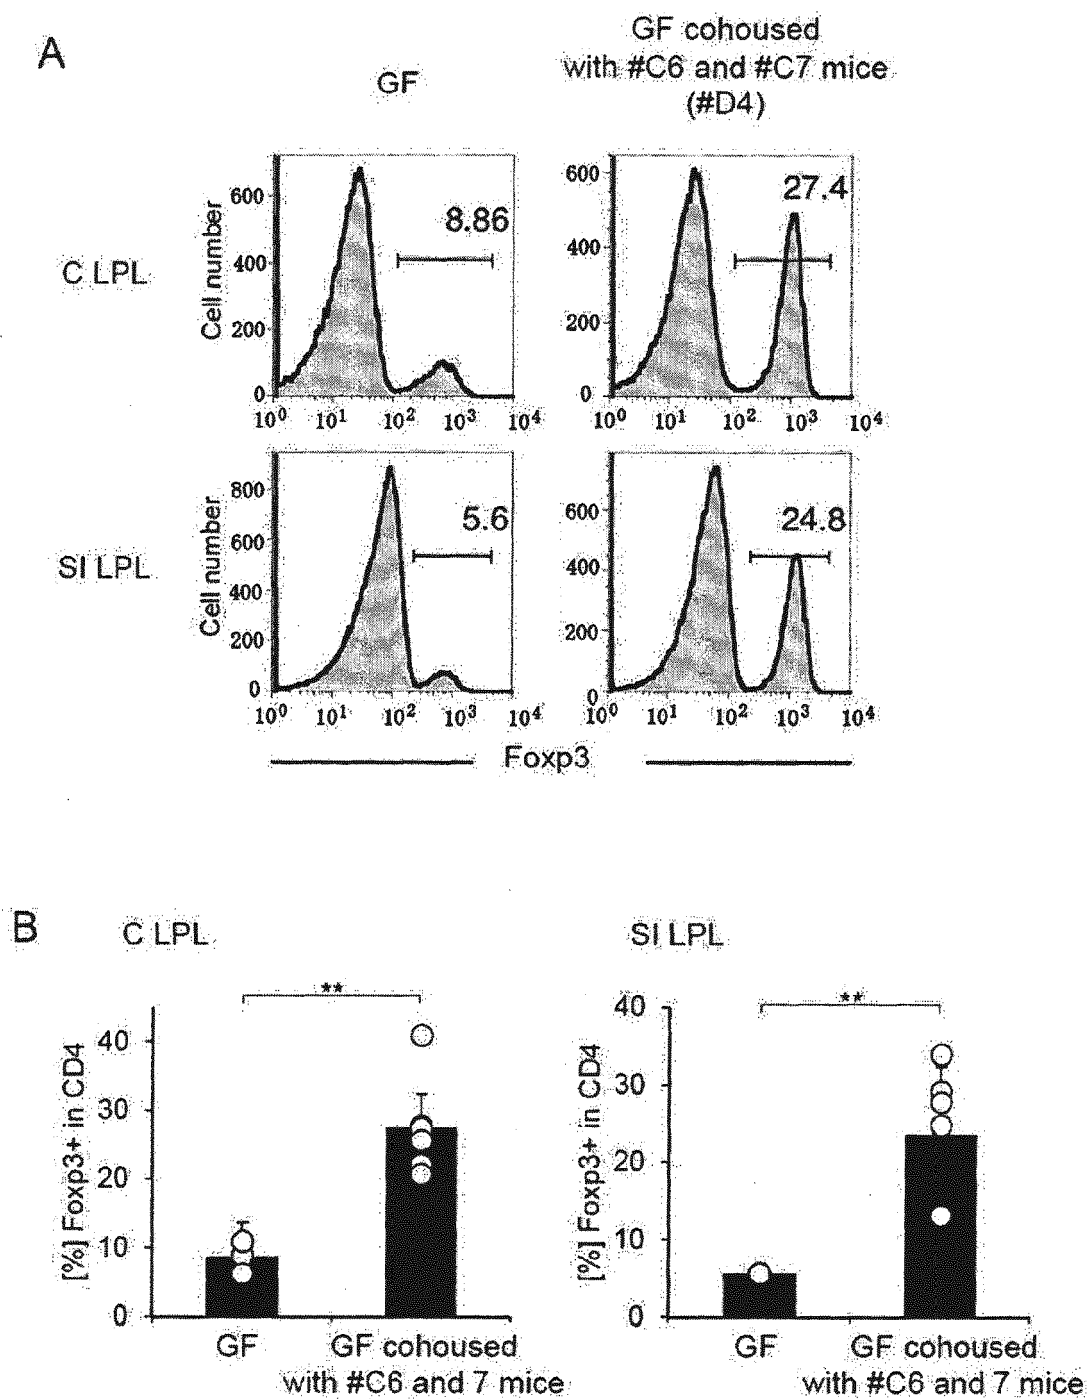 A
GF
GF cohoused
with #C6 and #C7 mice
(#D4)
C LPL
Cell number
600
400
200
0
8.86
10⁰ 10¹ 10² 10³ 10⁴
600
400
200
0
27.4
10⁰ 10¹ 10² 10³ 10⁴
SI LPL
Cell number
800
600
400
200
0
5.6
10⁰ 10¹ 10² 10³ 10⁴
600
400
200
0
24.8
10⁰ 10¹ 10² 10³ 10⁴
Foxp3
B
C LPL
**
[%] Foxp3+ in CD4
40
30
20
10
0
GF
GF cohoused
with #C6 and 7 mice
SI LPL
**
[%] Foxp3+ in CD4
40
30
20
10
0
GF
GF cohoused
with #C6 and 7 mice